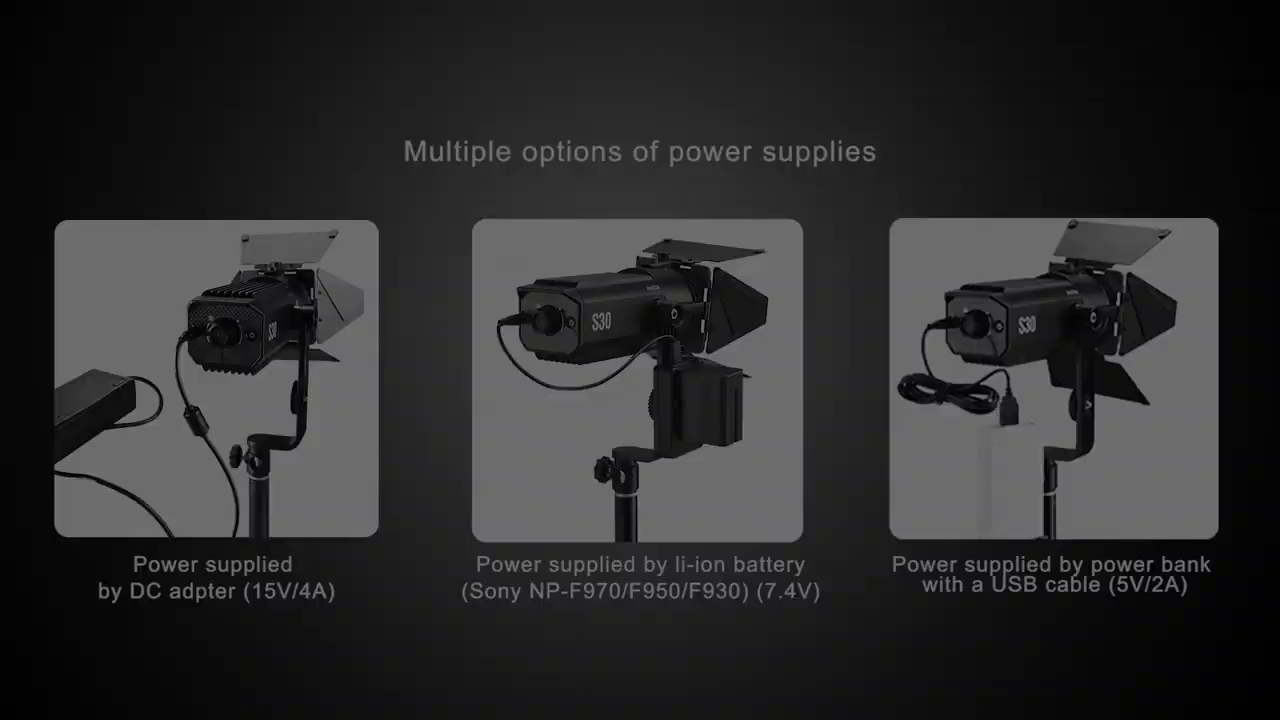 Multiple options of power supplies
S30
S30
S30
Power supplied
by DC adpter (15V/4A)
Power supplied by li-ion battery
(Sony NP-F970/F950/F930) (7.4V)
Power supplied by power bank
with a USB cable (5V/2A)